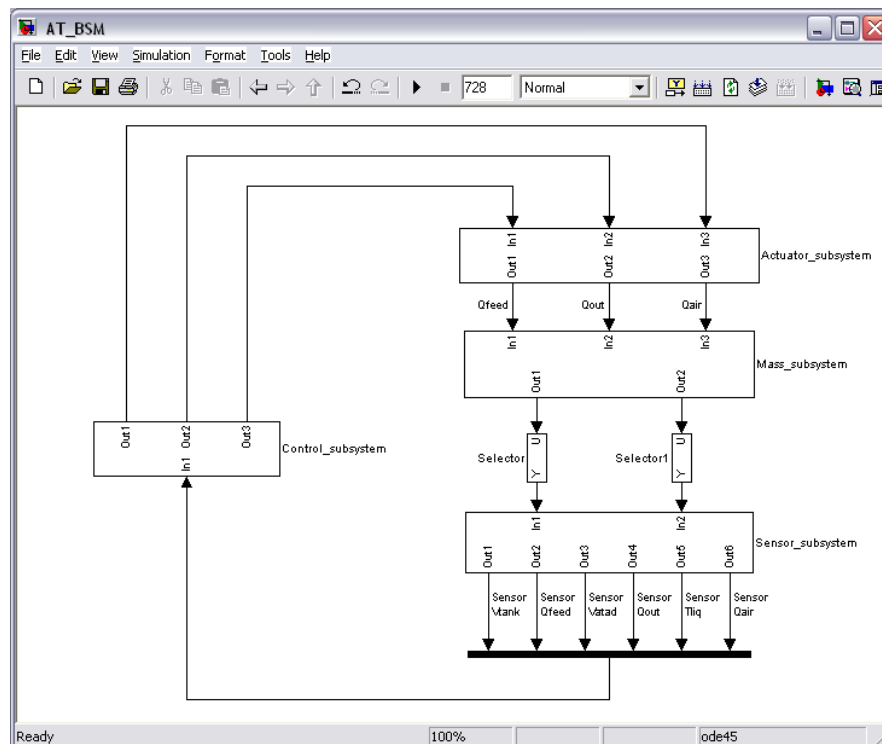 AT_BSM
File Edit View Simulation Format Tools Help
728 Normal
In1 In2 In3
Out1 Out2 Out3
Actuator_subsystem
Qfeed Qout Qair
In1 In2 In3
Out1 Out2
Mass_subsystem
Out1 Out2 Out3
In1
Control_subsystem
Selector U Y
Selector1 U Y
In1 In2
Out1 Out2 Out3 Out4 Out5 Out6
Sensor_subsystem
Sensor Sensor Sensor Sensor Sensor Sensor
Vtank Qfeed Vatad Qout Tliq Qair
Ready 100% ode45